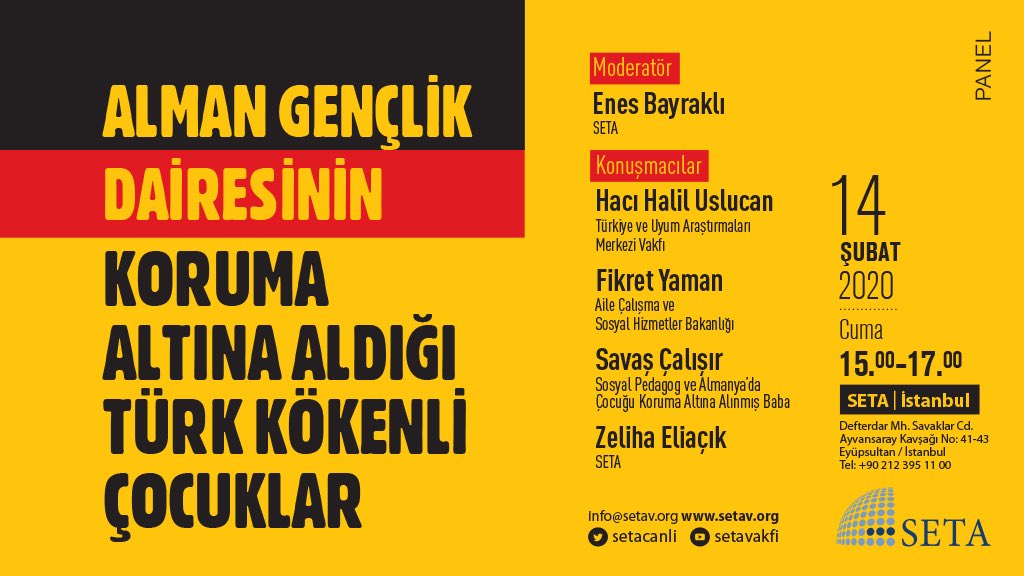 ALMAN GENÇLİK
DAİRESİNİN
KORUMA
ALTINA ALDIĞI
TÜRK KÖKENLİ
ÇOCUKLAR
Moderatör
Enes Bayraklı
SETA
Konuşmacılar
Hacı Halil Uslucan
Türkiye ve Uyum Araştırmaları
Merkezi Vakfı
Fikret Yaman
Aile Çalışma ve
Sosyal Hizmetler Bakanlığı
Savaş Çalışır
Sosyal Pedagog ve Almanya'da
Çocuğu Koruma Altına Alınmış Baba
Zeliha Eliaçık
SETA
info@setav.org www.setav.org
setacanli setavakfi
PANEL
14
ŞUBAT
2020
Cuma
15.00-17.00
SETA | İstanbul
Defterdar Mh. Savaklar Cd.
Ayvansaray Kavşağı No: 41-43
Eyüpsultan / İstanbul
Tel: +90 212 395 11 00
SETA